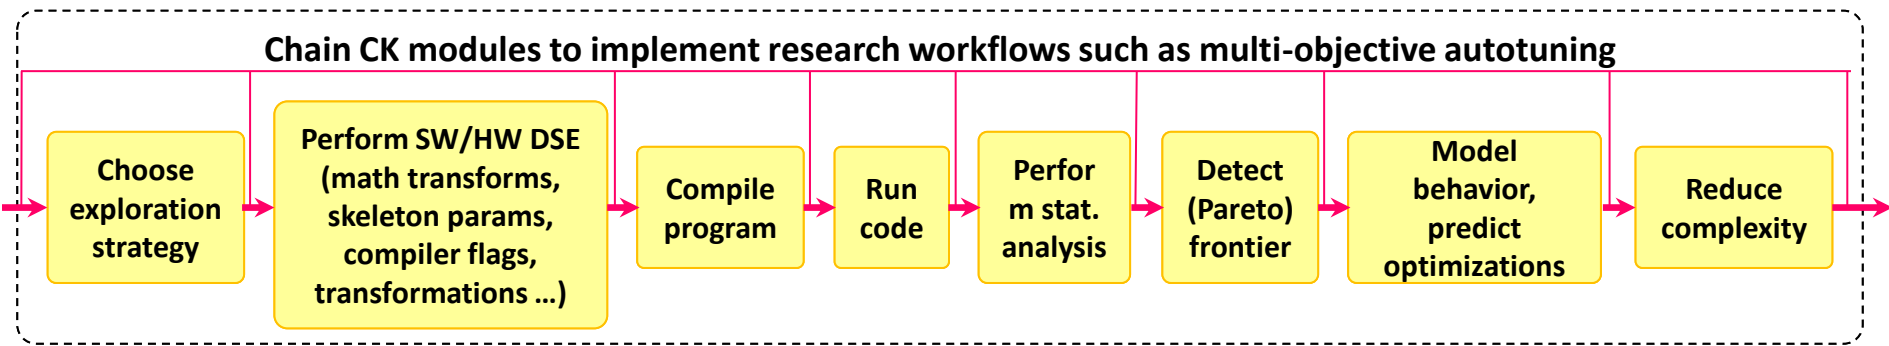 Chain CK modules to implement research workflows such as multi-objective autotuning
Choose
exploration
strategy
Perform SW/HW DSE
(math transforms,
skeleton params,
compiler flags,
transformations …)
Compile
program
Run
code
Perfor
m stat.
analysis
Detect
(Pareto)
frontier
Model
behavior,
predict
optimizations
Reduce
complexity